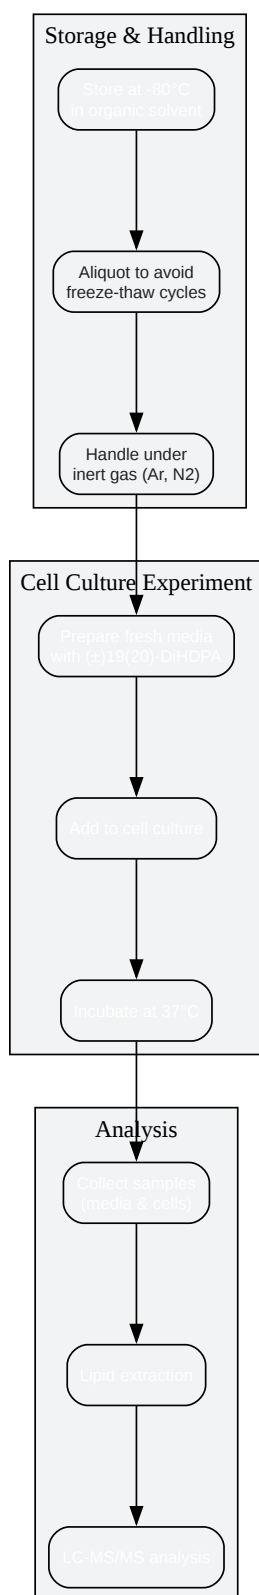 Storage & Handling
Store at -80°C
in organic solvent
Aliquot to avoid
freeze-thaw cycles
Handle under
inert gas (Ar, N2)
Cell Culture Experiment
Prepare fresh media
with (±)19(20)-DiHDPA
Add to cell culture
Incubate at 37°C
Analysis
Collect samples
(media & cells)
Lipid extraction
LC-MS/MS analysis